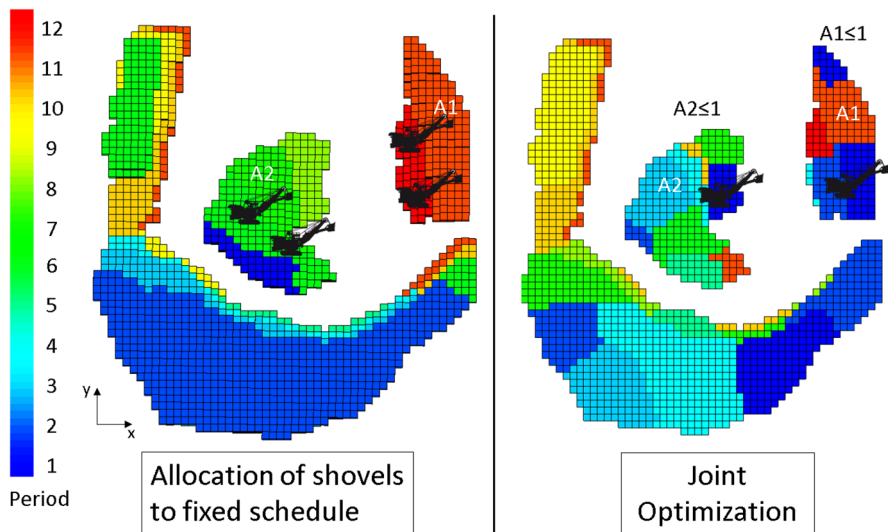 12
11
10
9
8
7
6
5
4
3
2
1
Period
y
x
A1
A2
Allocation of shovels
to fixed schedule
A1≤1
A2≤1
A1
A2
Joint
Optimization